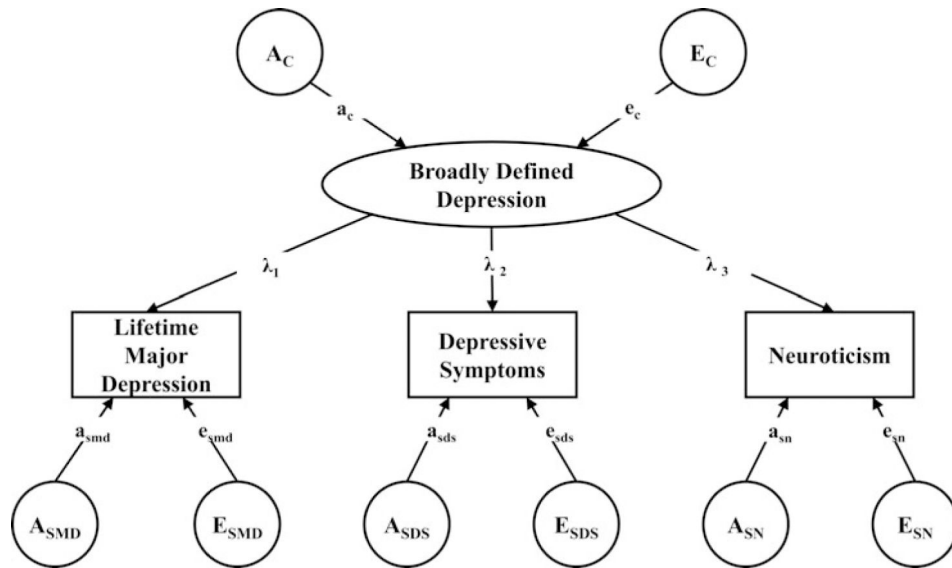 A_C
E_C
a_c
e_c
Broadly Defined
Depression
λ_1
λ_2
λ_3
Lifetime
Major
Depression
Depressive
Symptoms
Neuroticism
a_smd
e_smd
a_sds
e_sds
a_sn
e_sn
A_SMD
E_SMD
A_SDS
E_SDS
A_SN
E_SN